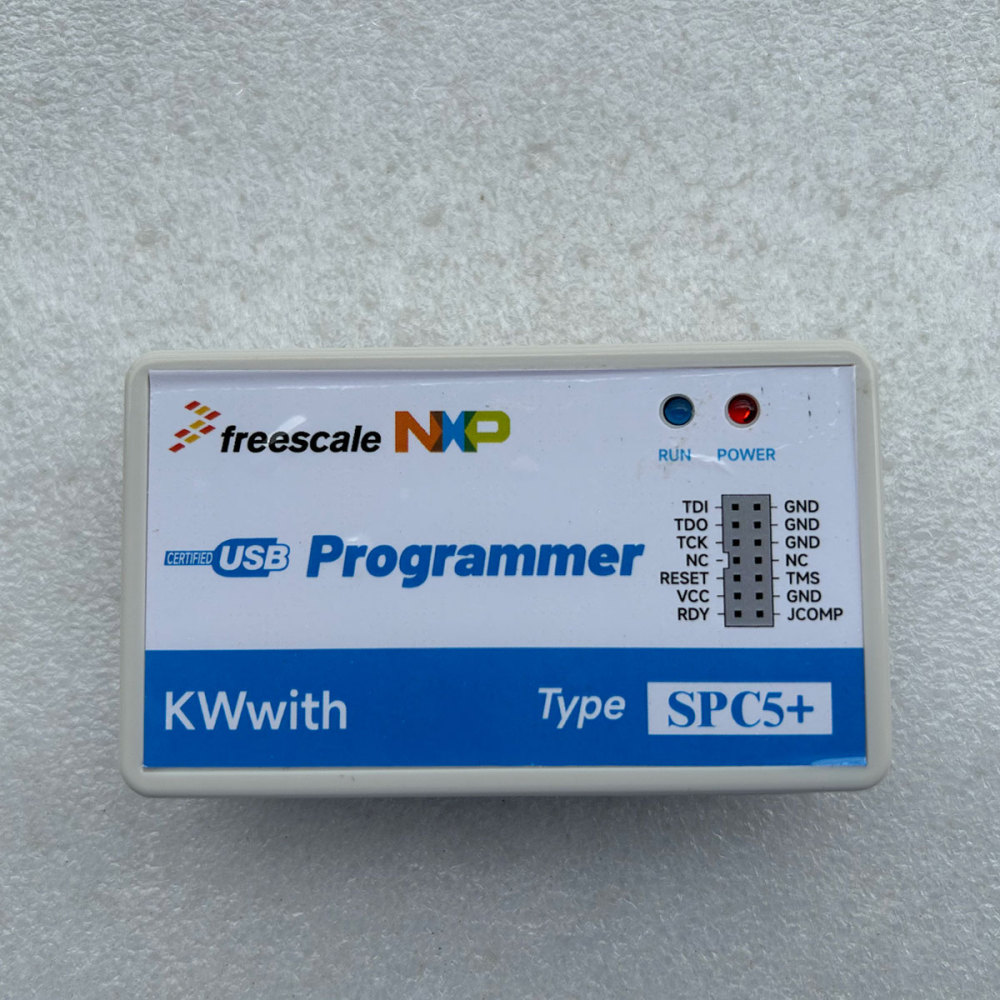 freescale NXP
RUN POWER
CERTIFIED USB Programmer
TDI GND
TDO GND
TCK GND
NC NC
RESET TMS
VCC GND
RDY JCOMP
KWwith Type SPC5+